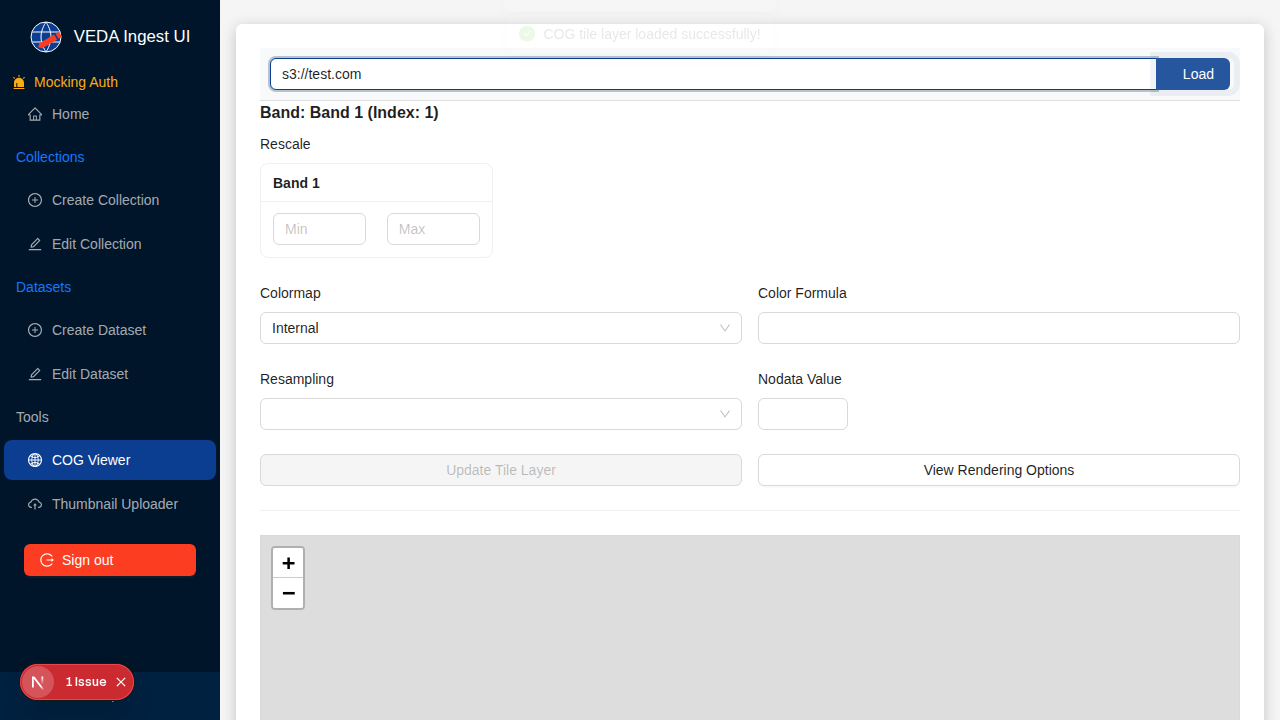 VEDA Ingest UI
Mocking Auth
Home
Collections
Create Collection
Edit Collection
Datasets
Create Dataset
Edit Dataset
Tools
COG Viewer
Thumbnail Uploader
Sign out
1 Issue
COG tile layer loaded successfully!
s3://test.com
Load
Band: Band 1 (Index: 1)
Rescale
Band 1
Min
Max
Colormap
Color Formula
Internal
Resampling
Nodata Value
Update Tile Layer
View Rendering Options
+
−